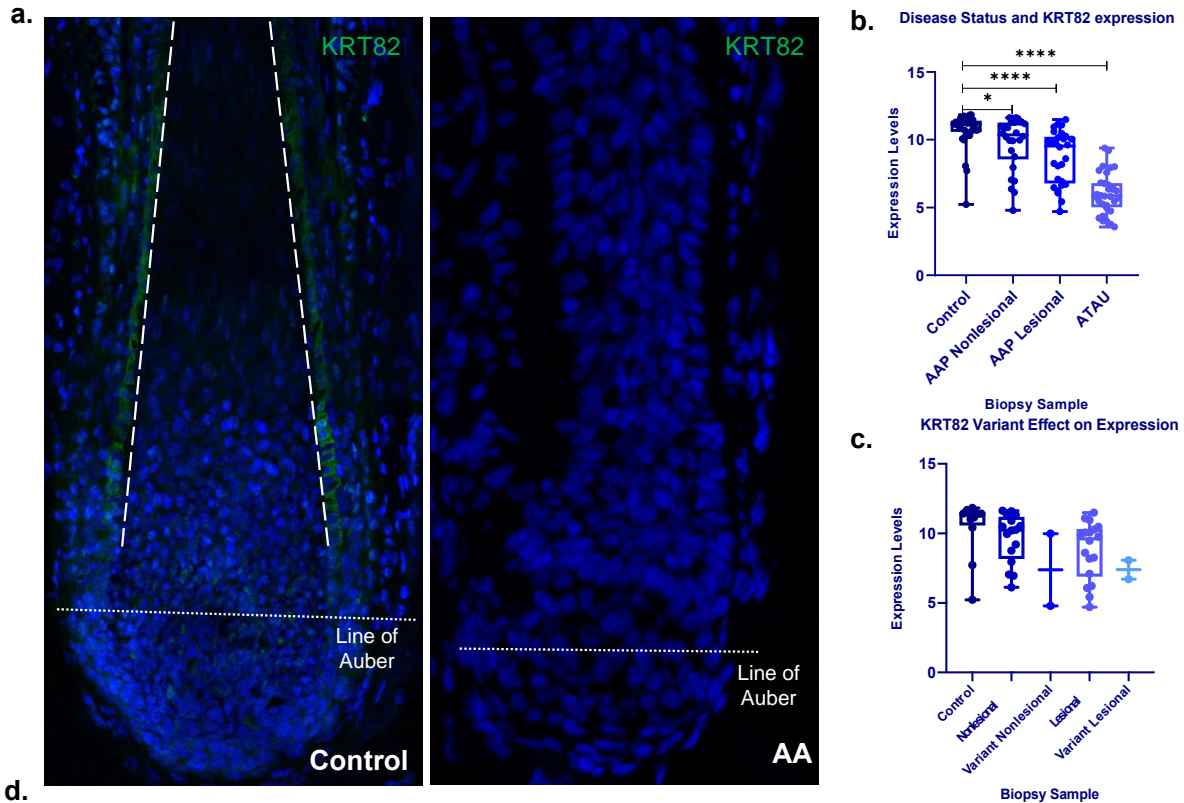 a.
KRT82
KRT82
Line of
Auber
Control
Line of
Auber
AA
b.
Disease Status and KRT82 expression
****
****
*
15
10
5
0
Expression Levels
Control
AAP Nonlesional
AAP Lesional
ATAU
Biopsy Sample
c.
KRT82 Variant Effect on Expression
15
10
5
0
Expression Levels
Control
Nonlesional
Variant Nonlesional
Lesional
Variant Lesional
Biopsy Sample
d.